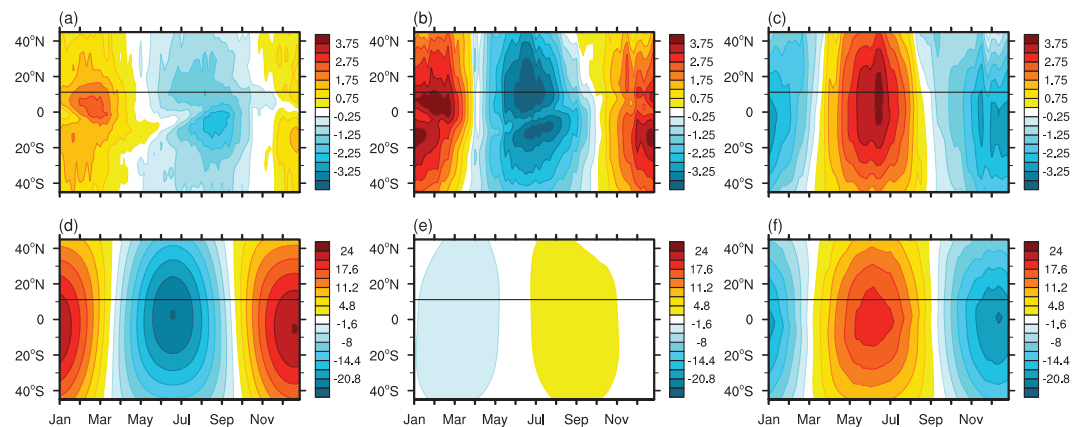 (a) (b) (c)
40°N 3.75 40°N 3.75 40°N 3.75
20°N 2.75 20°N 2.75 20°N 2.75
1.75 1.75 1.75
0 0.75 0 0.75 0 0.75
-0.25 -0.25 -0.25
-1.25 -1.25 -1.25
20°S -2.25 20°S -2.25 20°S -2.25
40°S -3.25 40°S -3.25 40°S -3.25
(d) (e) (f)
40°N 24 40°N 24 40°N 24
20°N 17.6 20°N 17.6 20°N 17.6
11.2 11.2 11.2
0 4.8 0 4.8 0 4.8
-1.6 -1.6 -1.6
-8 -8 -8
20°S -14.4 20°S -14.4 20°S -14.4
40°S -20.8 40°S -20.8 40°S -20.8
Jan Mar May Jul Sep Nov Jan Mar May Jul Sep Nov Jan Mar May Jul Sep Nov